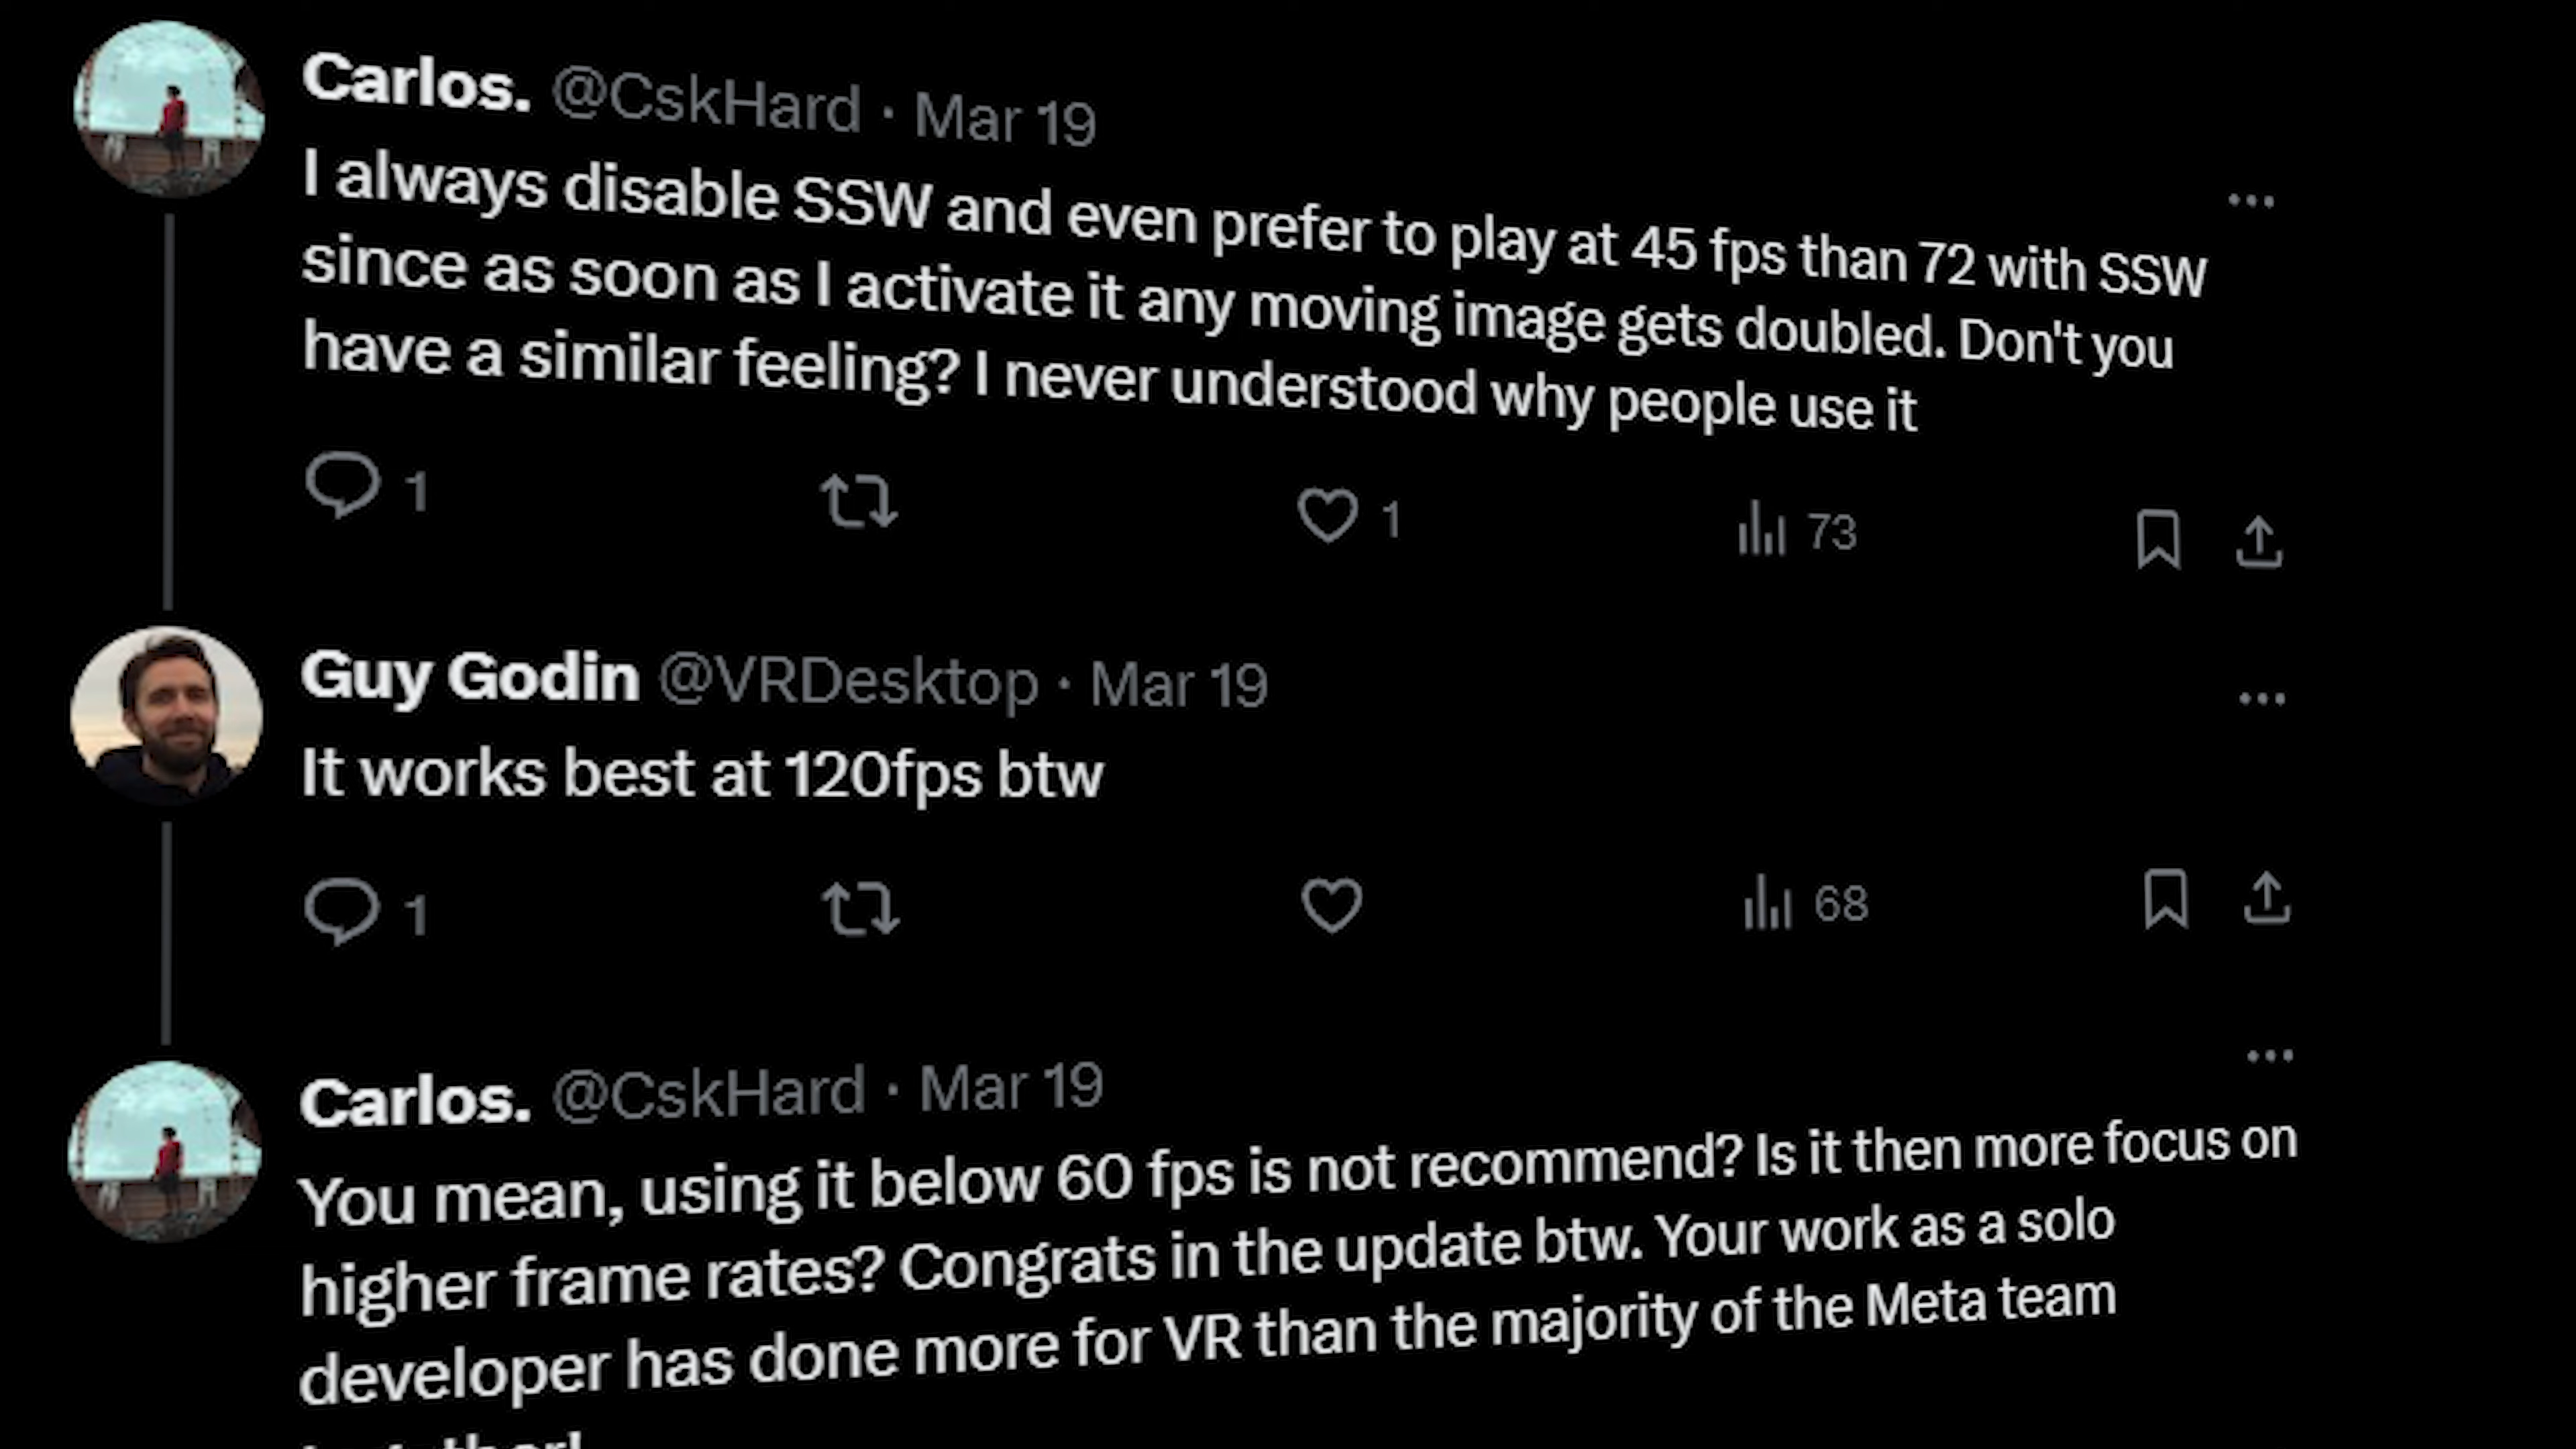 Carlos. @CskHard · Mar 19
I always disable SSW and even prefer to play at 45 fps than 72 with SSW
since as soon as I activate it any moving image gets doubled. Don't you
have a similar feeling? I never understood why people use it
1 1 73
Guy Godin @VRDesktop · Mar 19
It works best at 120fps btw
1 68
Carlos. @CskHard · Mar 19
You mean, using it below 60 fps is not recommend? Is it then more focus on
higher frame rates? Congrats in the update btw. Your work as a solo
developer has done more for VR than the majority of the Meta team